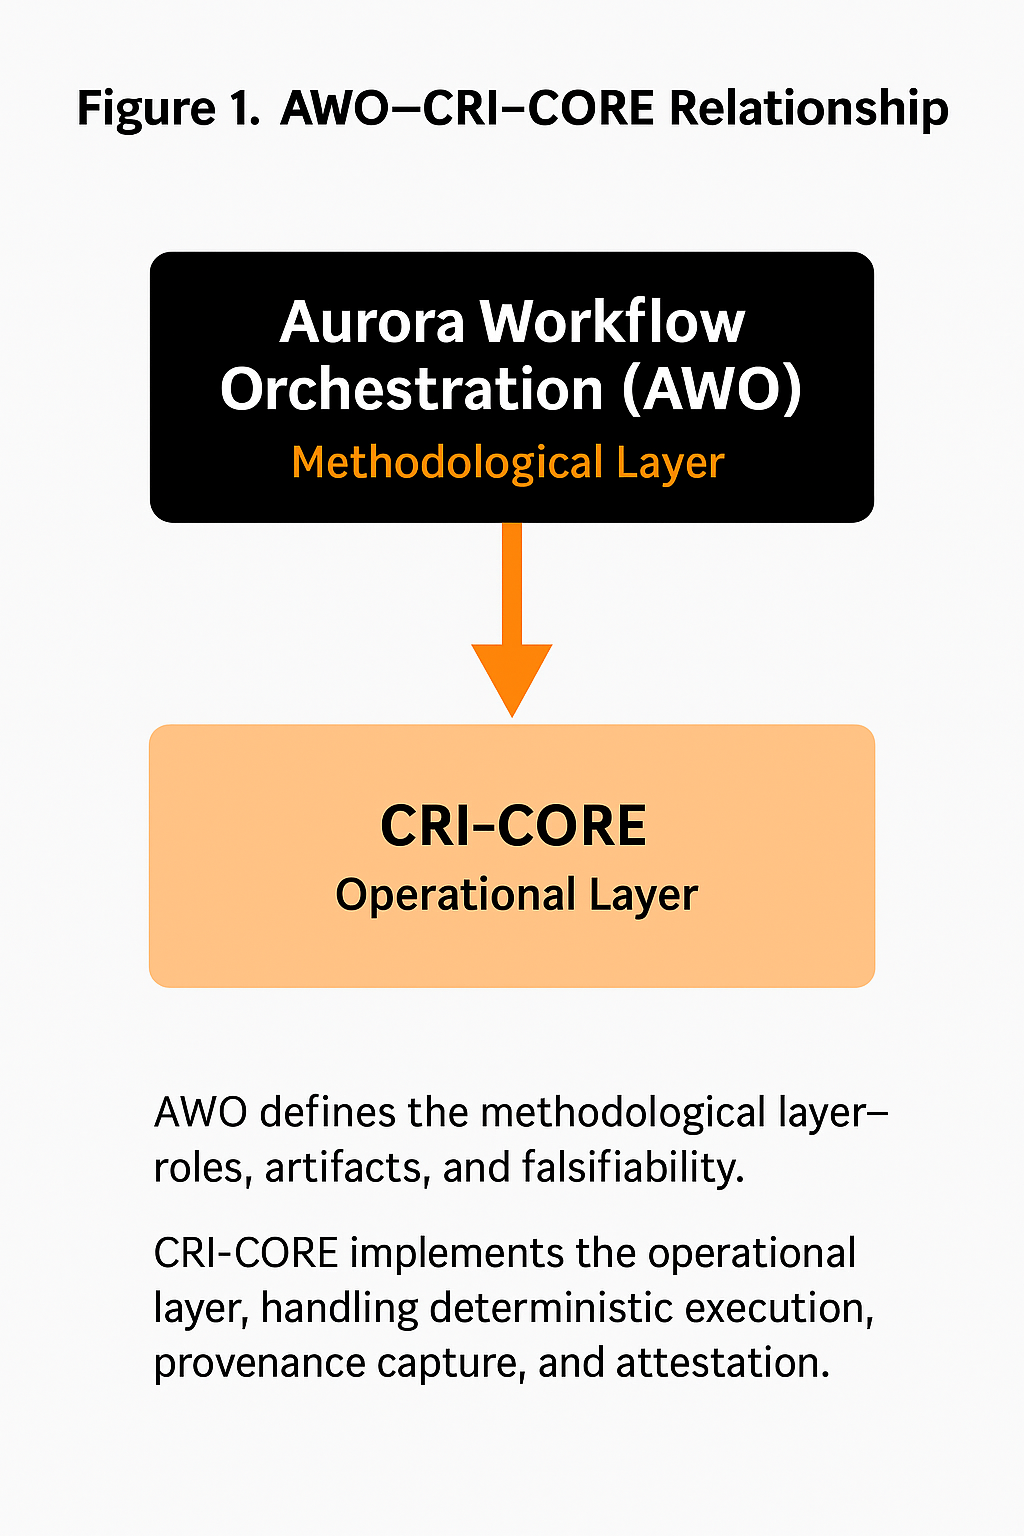 Figure 1. AWO–CRI–CORE Relationship
Aurora Workflow
Orchestration (AWO)
Methodological Layer
CRI–CORE
Operational Layer
AWO defines the methodological layer–
roles, artifacts, and falsifiability.
CRI-CORE implements the operational
layer, handling deterministic execution,
provenance capture, and attestation.